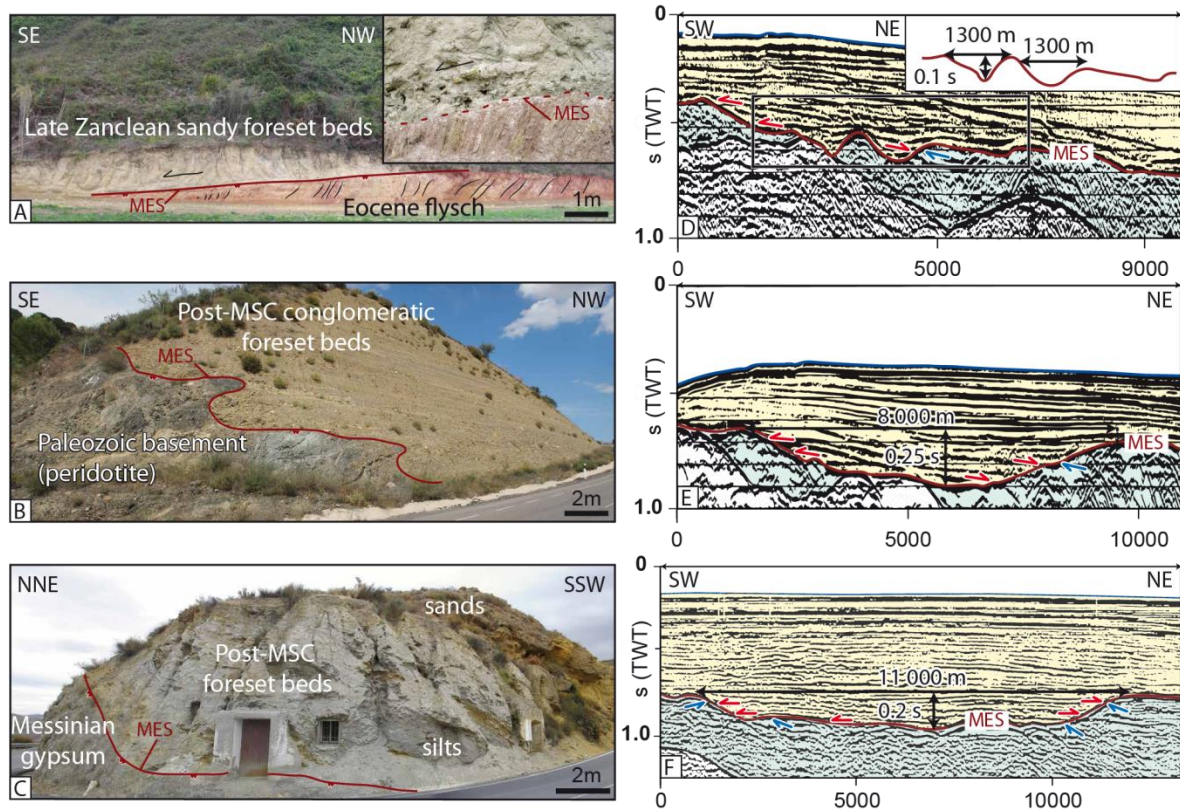 SE
NW
MES
Late Zanclean sandy foreset beds
MES
Eocene flysch
1m
A
SE
NW
Post-MSC conglomeratic
foreset beds
MES
Paleozoic basement
(peridotite)
2m
B
NNE
SSW
sands
Post-MSC
foreset beds
Messinian
gypsum
MES
silts
2m
C
0
SW
NE
1300 m
1300 m
0.1 s
s (TWT)
MES
1.0
D
0
5000
9000
0
SW
NE
s (TWT)
8 000 m
0.25 s
MES
1.0
E
0
5000
10000
0
SW
NE
s (TWT)
11 000 m
0.2 s
MES
1.0
F
0
5000
10000